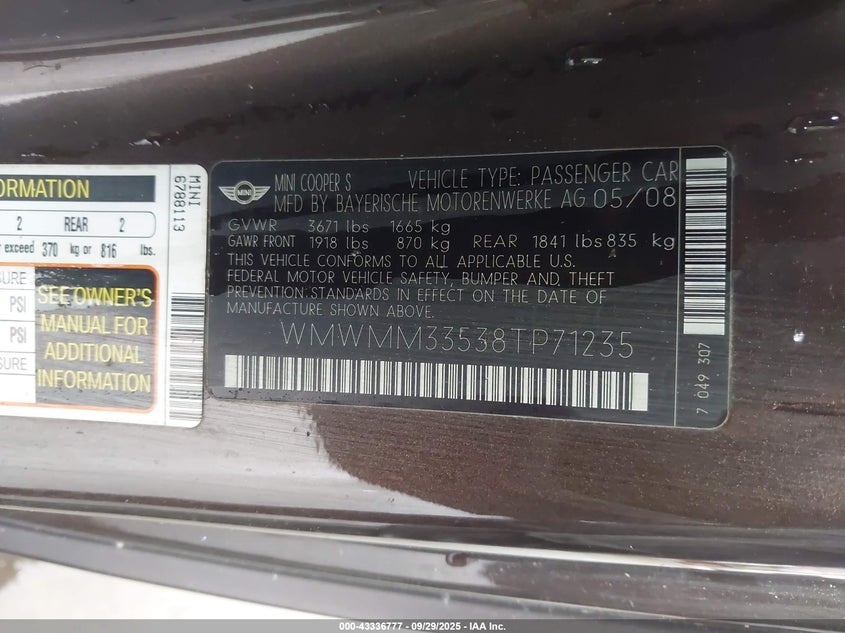 ORMATION
2 REAR 2
exceed 370 kg or 816 lbs.
SURE
PSI
PSI
SURE
SEE OWNER'S
MANUAL FOR
ADDITIONAL
INFORMATION
MINI
6788113
MINI
MINI COOPER S VEHICLE TYPE: PASSENGER CAR
MFD BY BAYERISCHE MOTORENWERKE AG 05/08
GVWR 3671 lbs 1665 kg
GAWR FRONT 1918 lbs 870 kg REAR 1841 lbs 835 kg
THIS VEHICLE CONFORMS TO ALL APPLICABLE U.S.
FEDERAL MOTOR VEHICLE SAFETY, BUMPER AND THEFT
PREVENTION STANDARDS IN EFFECT ON THE DATE OF
MANUFACTURE SHOWN ABOVE.
WMWMM33538TP71235
7 049 307
000-43336777 - 09/29/2025 - IAA Inc.